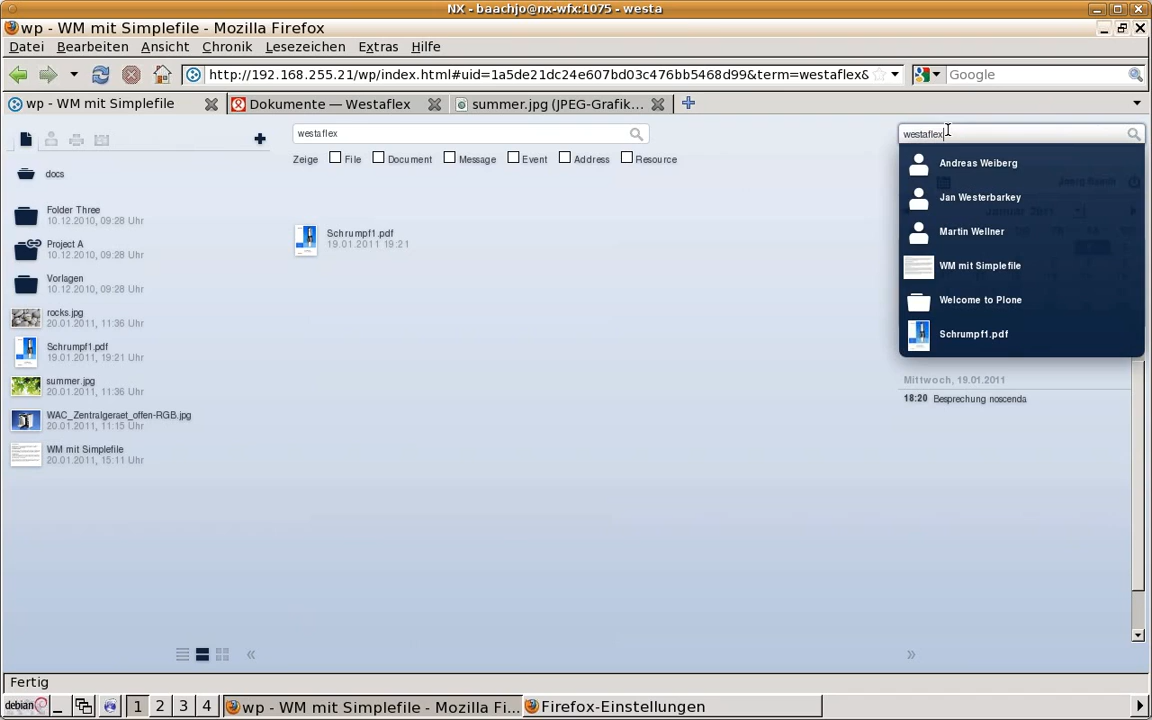 NX - baachjo@nx-wfx:1075 - westa
wp - WM mit Simplefile - Mozilla Firefox
Datei Bearbeiten Ansicht Chronik Lesezeichen Extras Hilfe
http://192.168.255.21/wp/index.html#uid=1a5de21dc24e607bd03c476bb5468d99&term=westaflex&
Google
wp - WM mit Simplefile
Dokumente — Westaflex
summer.jpg (JPEG-Grafik...
westaflex
westaflex
Zeige File Document Message Event Address Resource
docs
Folder Three
10.12.2010, 09:28 Uhr
Project A
10.12.2010, 09:28 Uhr
Vorlagen
10.12.2010, 09:28 Uhr
rocks.jpg
20.01.2011, 11:36 Uhr
Schrumpf1.pdf
19.01.2011, 19:21 Uhr
summer.jpg
20.01.2011, 11:36 Uhr
WAC_Zentralgeraet_offen-RGB.jpg
20.01.2011, 11:15 Uhr
WM mit Simplefile
20.01.2011, 15:11 Uhr
Schrumpf1.pdf
19.01.2011 19:21
Andreas Weiberg
Jan Westerbarkey
Martin Wellner
WM mit Simplefile
Welcome to Plone
Schrumpf1.pdf
Mittwoch, 19.01.2011
18:20 Besprechung noscenda
«
»
Fertig
debian
1 2 3 4
wp - WM mit Simplefile - Mozilla Fi...
Firefox-Einstellungen